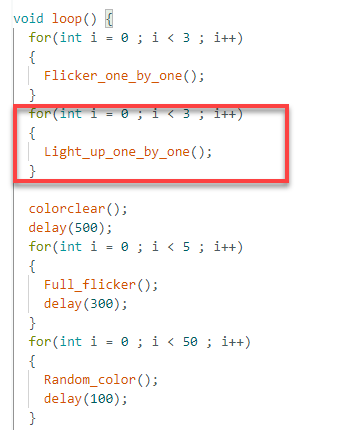 void loop() {
  for(int i = 0 ; i < 3 ; i++)
  {
    Flicker_one_by_one();
  }
  for(int i = 0 ; i < 3 ; i++)
  {
    Light_up_one_by_one();
  }

  colorclear();
  delay(500);
  for(int i = 0 ; i < 5 ; i++)
  {
    Full_flicker();
    delay(300);
  }
  for(int i = 0 ; i < 50 ; i++)
  {
    Random_color();
    delay(100);
  }